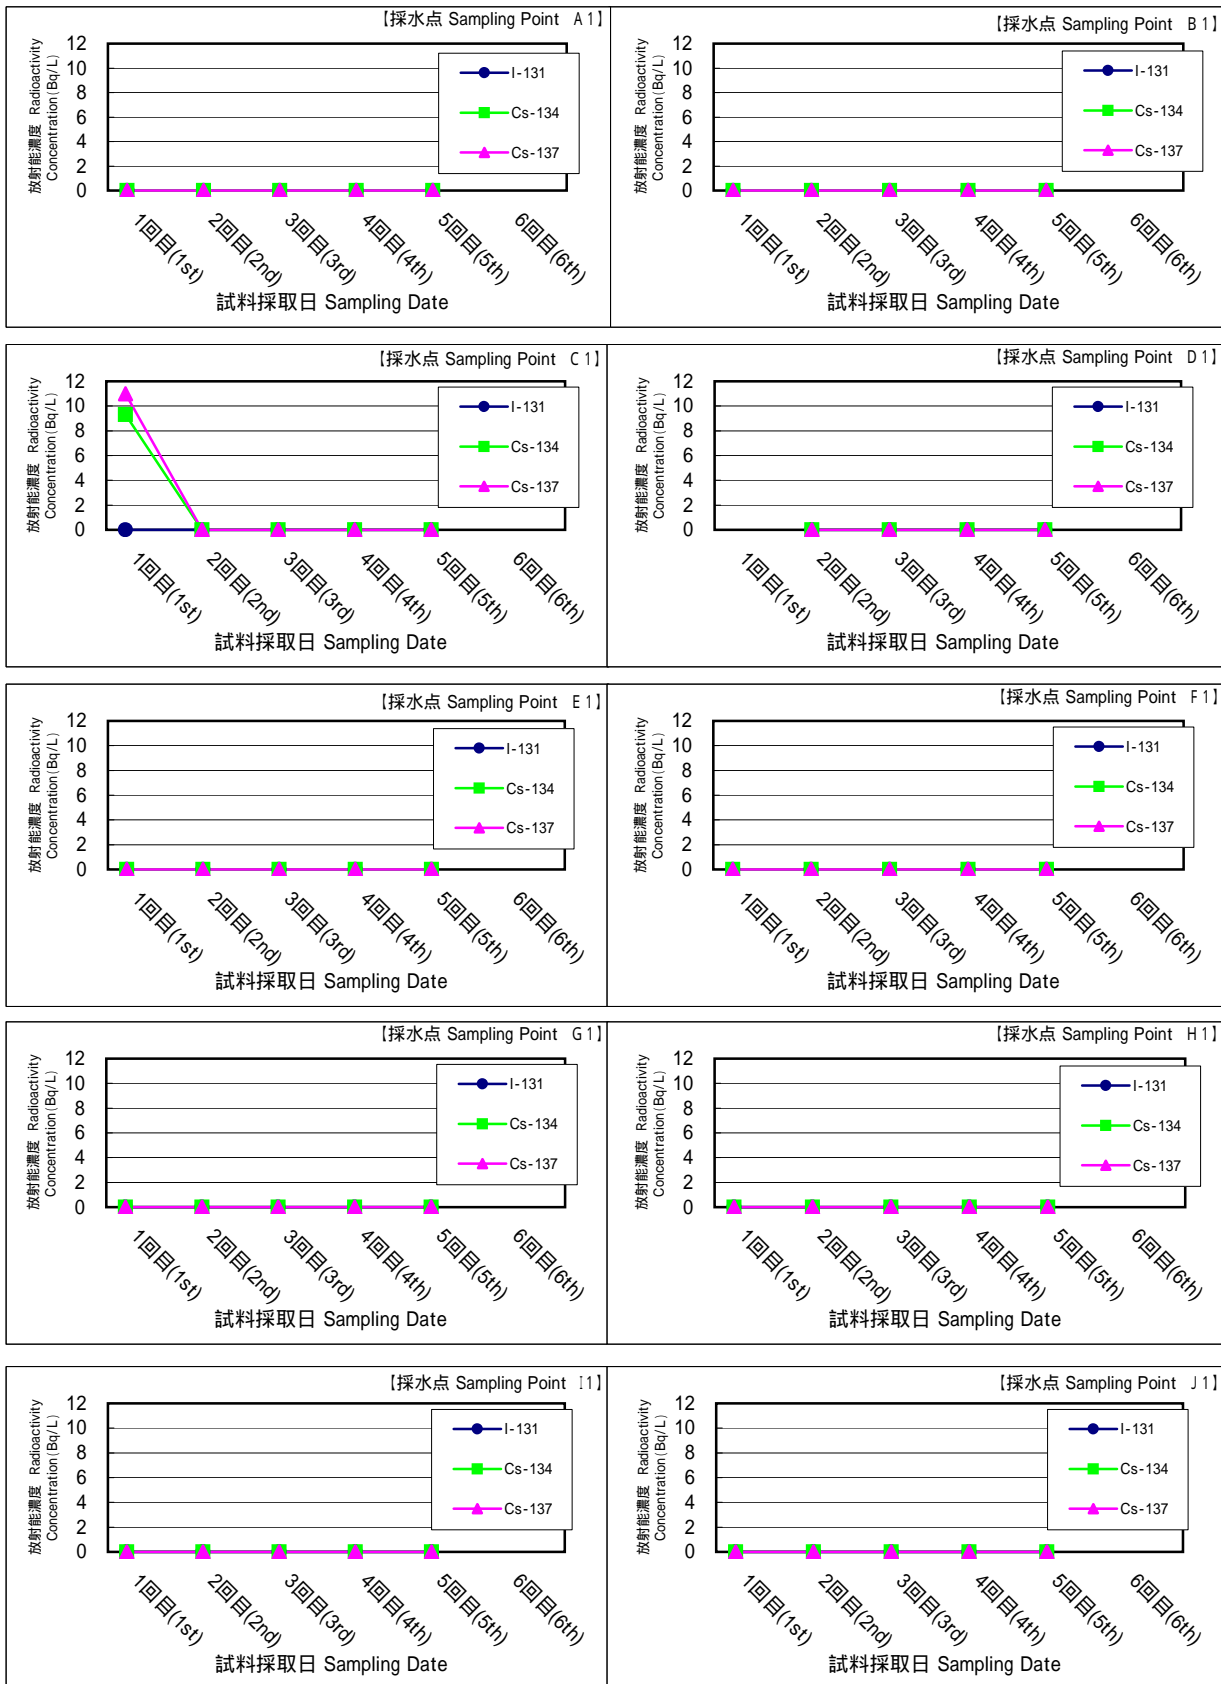 【採水点 Sampling Point A1】
放射能濃度 Radioactivity
Concentration(Bq/L)
12
10
8
6
4
2
0
I-131
Cs-134
Cs-137
1回目(1st)
2回目(2nd)
3回目(3rd)
4回目(4th)
5回目(5th)
6回目(6th)
試料採取日 Sampling Date
【採水点 Sampling Point B1】
放射能濃度 Radioactivity
Concentration(Bq/L)
12
10
8
6
4
2
0
I-131
Cs-134
Cs-137
1回目(1st)
2回目(2nd)
3回目(3rd)
4回目(4th)
5回目(5th)
6回目(6th)
試料採取日 Sampling Date
【採水点 Sampling Point C1】
放射能濃度 Radioactivity
Concentration(Bq/L)
12
10
8
6
4
2
0
I-131
Cs-134
Cs-137
1回目(1st)
2回目(2nd)
3回目(3rd)
4回目(4th)
5回目(5th)
6回目(6th)
試料採取日 Sampling Date
【採水点 Sampling Point D1】
放射能濃度 Radioactivity
Concentration(Bq/L)
12
10
8
6
4
2
0
I-131
Cs-134
Cs-137
1回目(1st)
2回目(2nd)
3回目(3rd)
4回目(4th)
5回目(5th)
6回目(6th)
試料採取日 Sampling Date
【採水点 Sampling Point E1】
放射能濃度 Radioactivity
Concentration(Bq/L)
12
10
8
6
4
2
0
I-131
Cs-134
Cs-137
1回目(1st)
2回目(2nd)
3回目(3rd)
4回目(4th)
5回目(5th)
6回目(6th)
試料採取日 Sampling Date
【採水点 Sampling Point F1】
放射能濃度 Radioactivity
Concentration(Bq/L)
12
10
8
6
4
2
0
I-131
Cs-134
Cs-137
1回目(1st)
2回目(2nd)
3回目(3rd)
4回目(4th)
5回目(5th)
6回目(6th)
試料採取日 Sampling Date
【採水点 Sampling Point G1】
放射能濃度 Radioactivity
Concentration(Bq/L)
12
10
8
6
4
2
0
I-131
Cs-134
Cs-137
1回目(1st)
2回目(2nd)
3回目(3rd)
4回目(4th)
5回目(5th)
6回目(6th)
試料採取日 Sampling Date
【採水点 Sampling Point H1】
放射能濃度 Radioactivity
Concentration(Bq/L)
12
10
8
6
4
2
0
I-131
Cs-134
Cs-137
1回目(1st)
2回目(2nd)
3回目(3rd)
4回目(4th)
5回目(5th)
6回目(6th)
試料採取日 Sampling Date
【採水点 Sampling Point I1】
放射能濃度 Radioactivity
Concentration(Bq/L)
12
10
8
6
4
2
0
I-131
Cs-134
Cs-137
1回目(1st)
2回目(2nd)
3回目(3rd)
4回目(4th)
5回目(5th)
6回目(6th)
試料採取日 Sampling Date
【採水点 Sampling Point J1】
放射能濃度 Radioactivity
Concentration(Bq/L)
12
10
8
6
4
2
0
I-131
Cs-134
Cs-137
1回目(1st)
2回目(2nd)
3回目(3rd)
4回目(4th)
5回目(5th)
6回目(6th)
試料採取日 Sampling Date